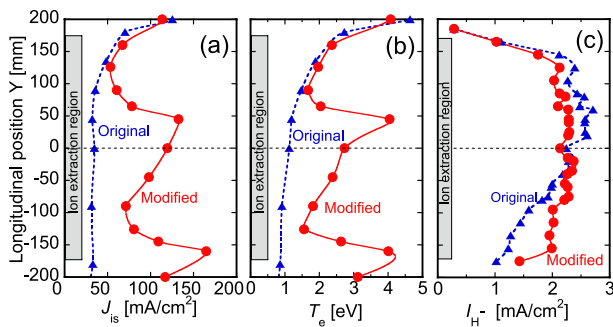 Longitudinal position Y [mm]
200
150
100
50
0
-50
-100
-150
-200
(a)
Ion extraction region
Original
Modified
0
50
100
150
200
J_is [mA/cm²]
(b)
Ion extraction region
Original
Modified
0
1
2
3
4
5
T_e [eV]
(c)
Ion extraction region
Original
Modified
0
1
2
3
I_H- [mA/cm²]